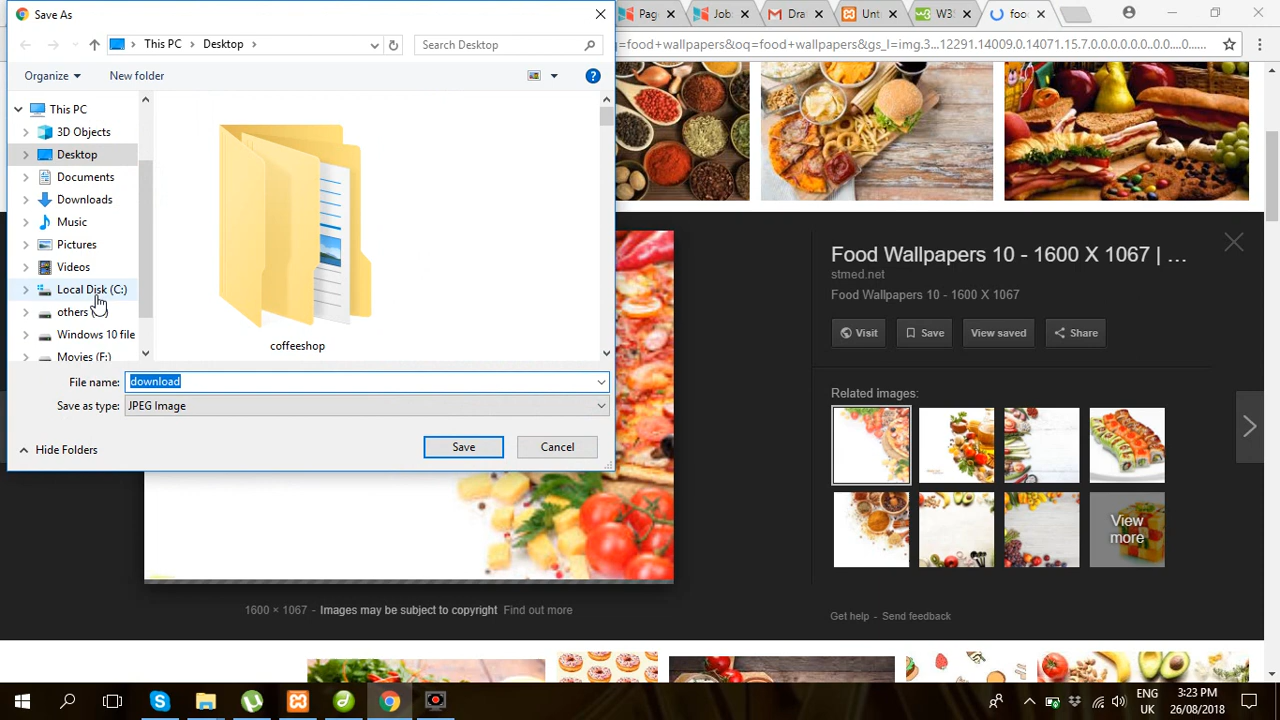 Save As
Page
Job
Dra
Unt
W3
foo
This PC
Desktop
Search Desktop
q=food+wallpapers&oq=food+wallpapers&gs_l=img.3...12291.14009.0.14071.15.7.0.0.0.0.0.0..0.0....0......
Organize
New folder
This PC
3D Objects
Desktop
Documents
Downloads
Music
Pictures
Videos
Local Disk (C:)
others
Windows 10 file
Movies (F:)
coffeeshop
File name: download
Save as type: JPEG Image
Hide Folders
Save
Cancel
Food Wallpapers 10 - 1600 X 1067 | ...
stmed.net
Food Wallpapers 10 - 1600 X 1067
Visit
Save
View saved
Share
Related images:
View
more
1600 × 1067 - Images may be subject to copyright Find out more
Get help - Send feedback
ENG
UK
3:23 PM
26/08/2018